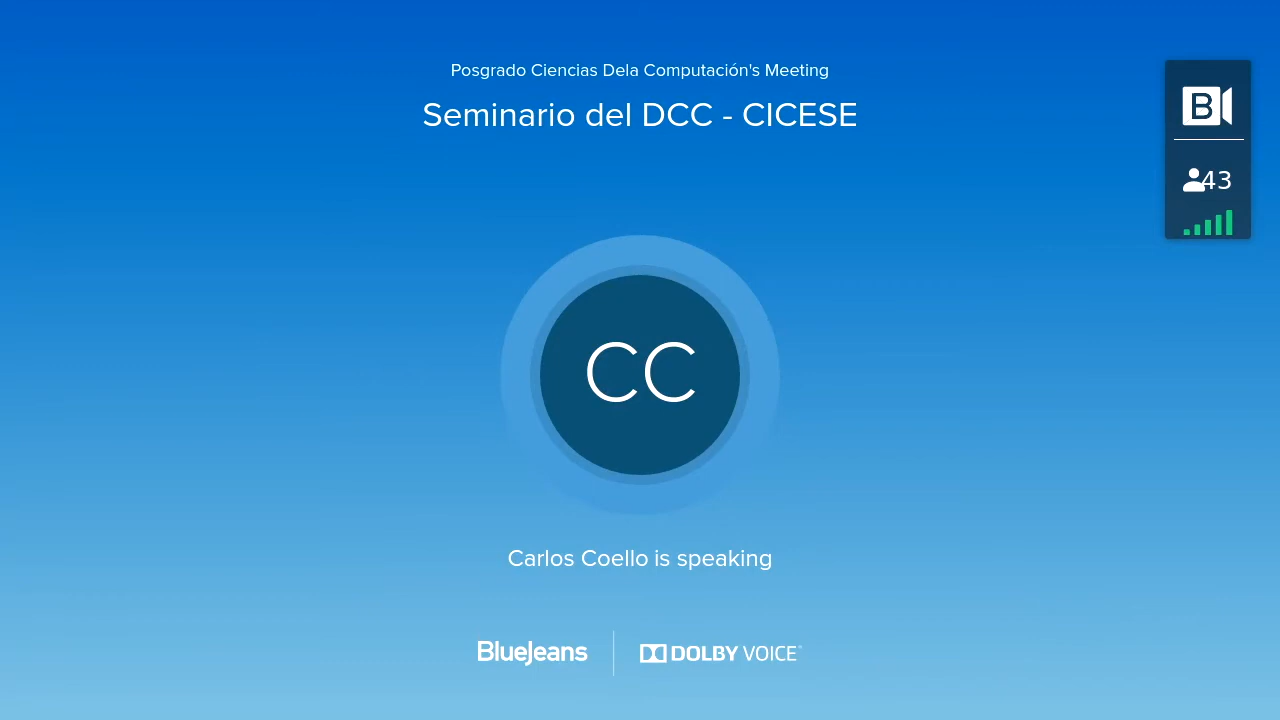 Posgrado Ciencias Dela Computación's Meeting
Seminario del DCC - CICESE
B
43
CC
Carlos Coello is speaking
BlueJeans
DOLBY VOICE